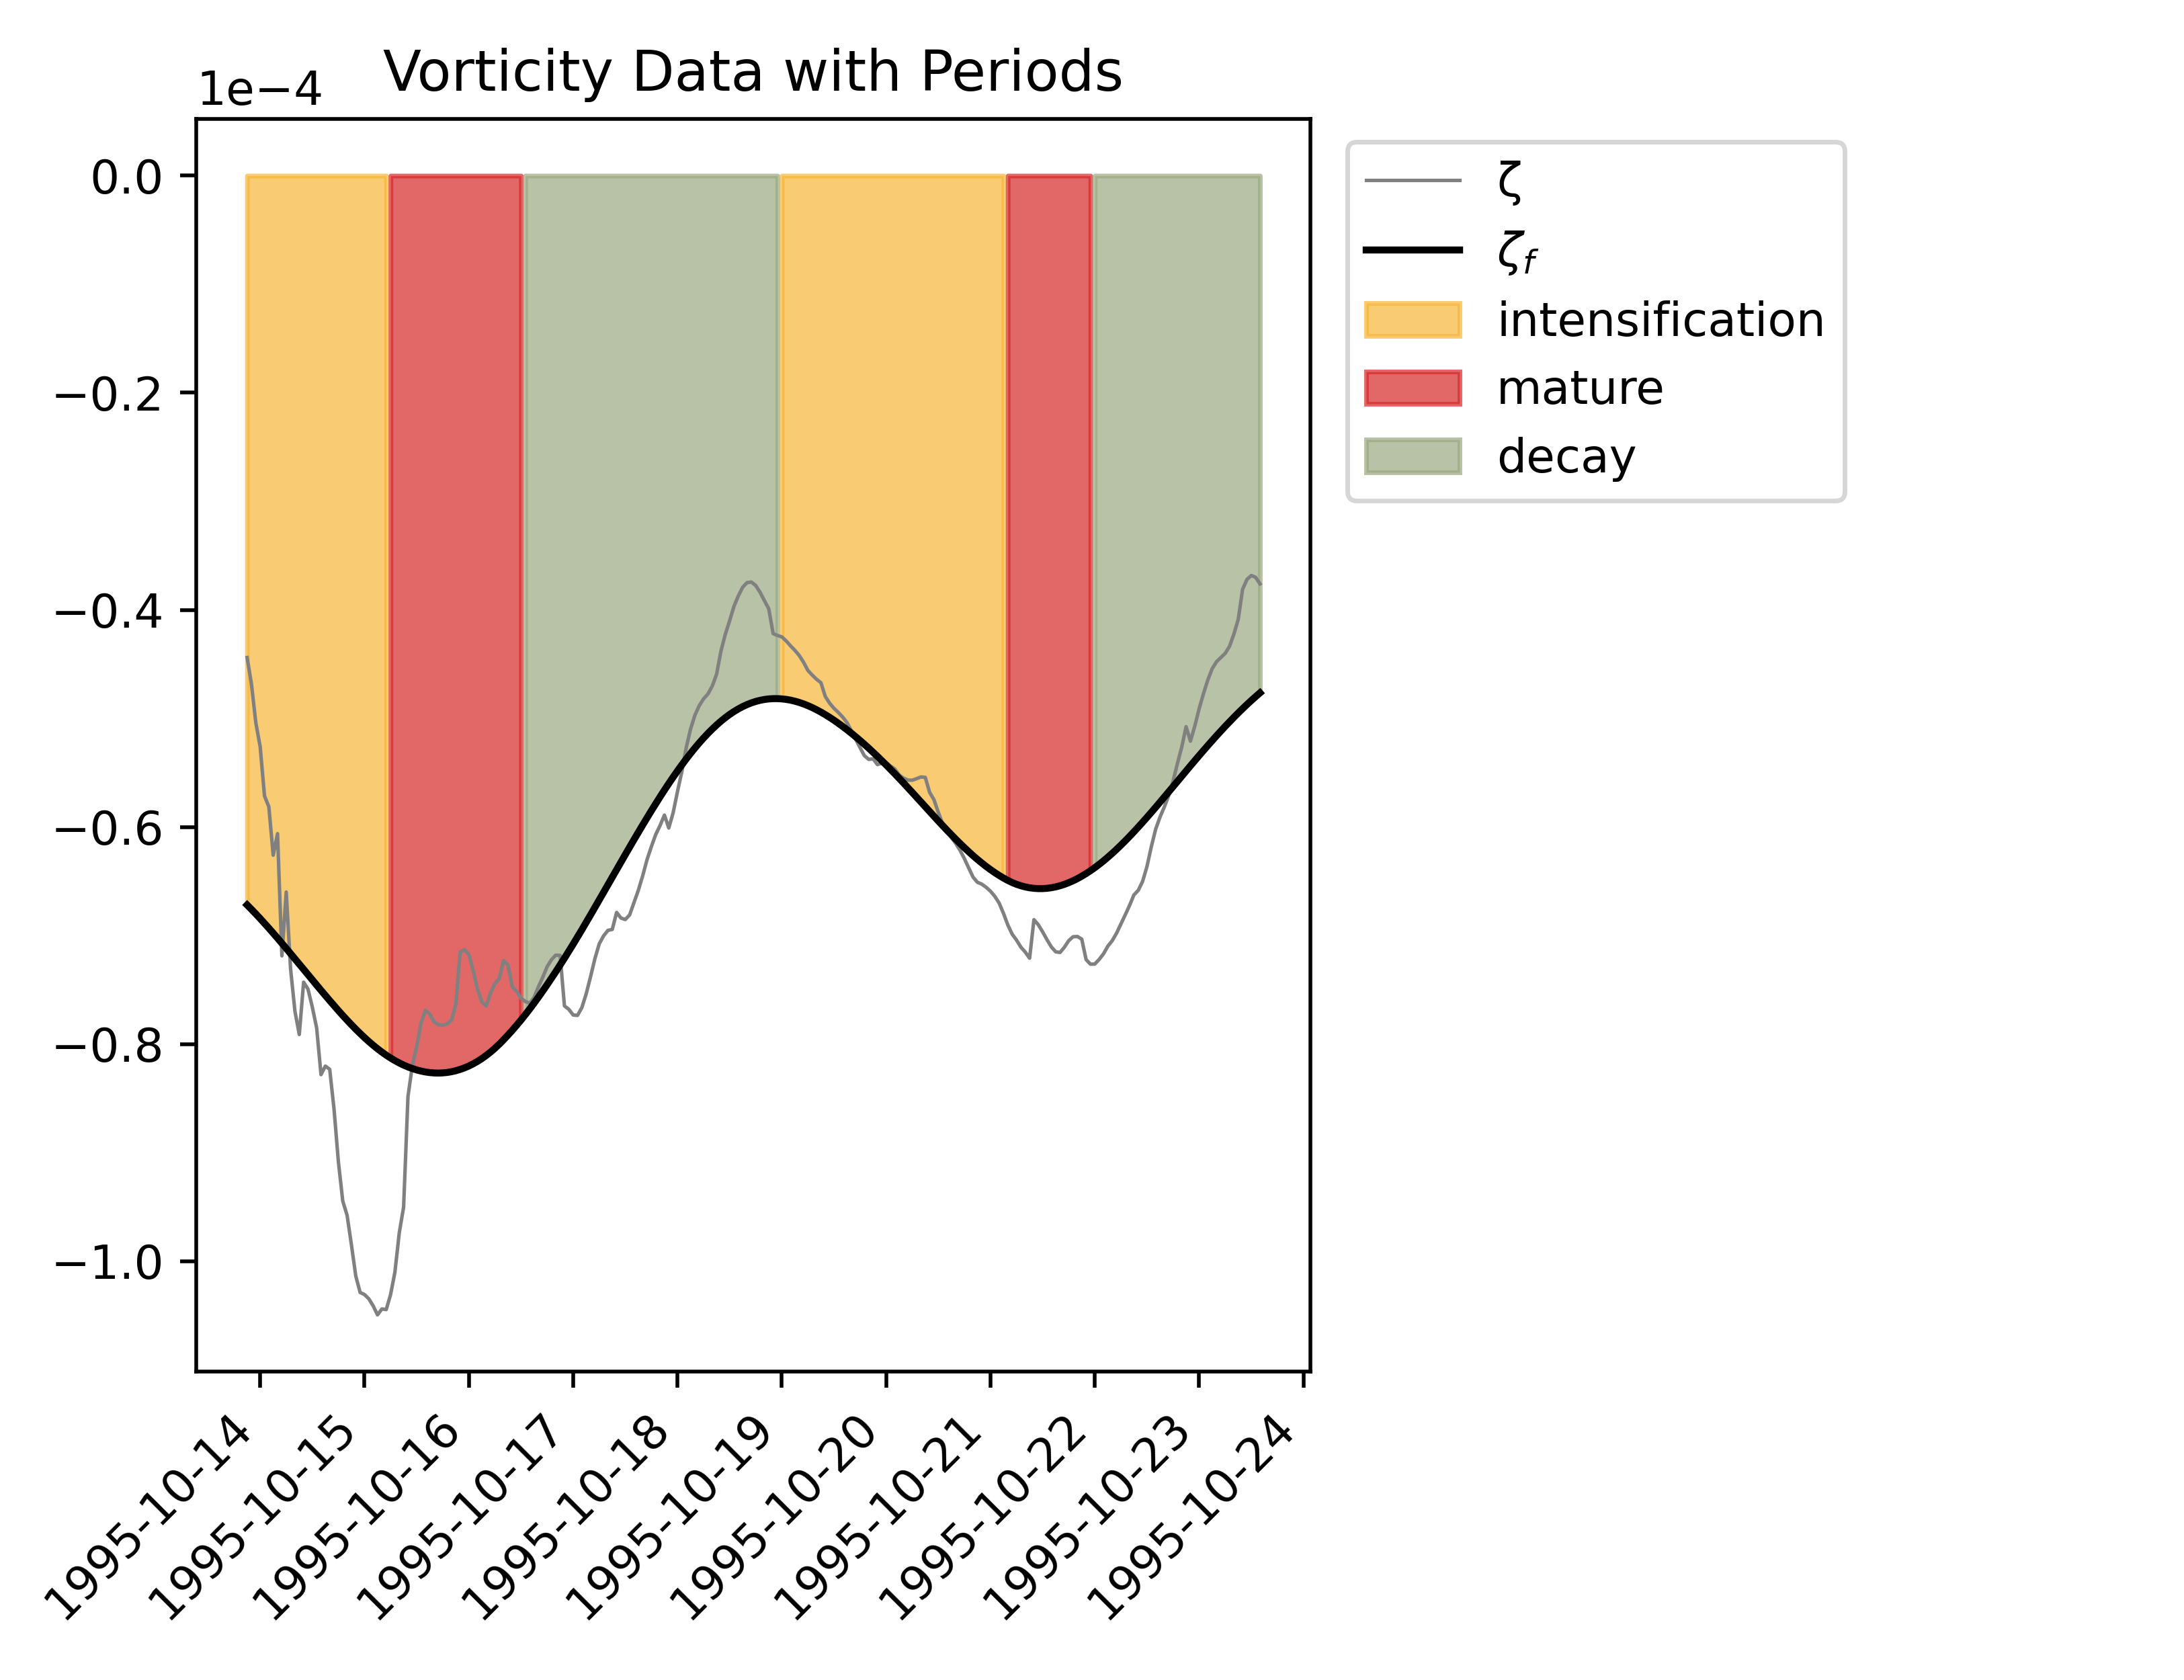 Vorticity Data with Periods
1e−4
0.0
−0.2
−0.4
−0.6
−0.8
−1.0
1995-10-14
1995-10-15
1995-10-16
1995-10-17
1995-10-18
1995-10-19
1995-10-20
1995-10-21
1995-10-22
1995-10-23
1995-10-24
ζ
ζf
intensification
mature
decay